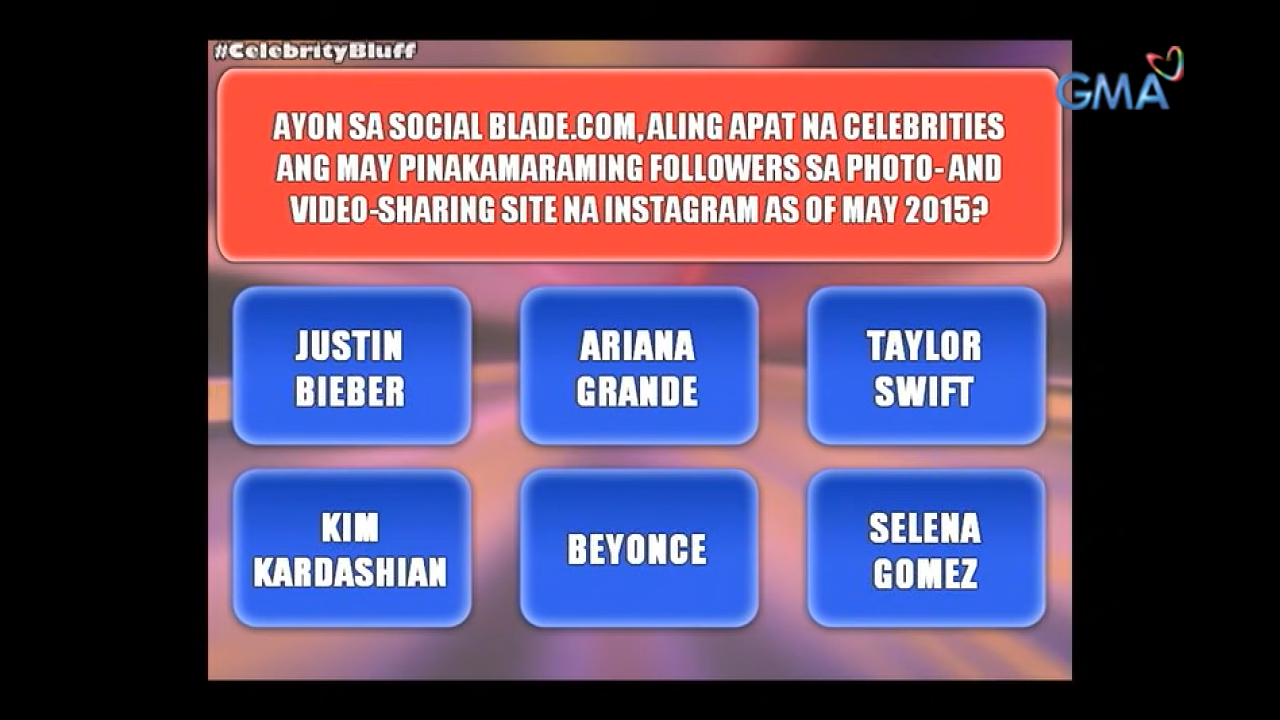 #CelebrityBluff
GMA
AYON SA SOCIAL BLADE.COM, ALING APAT NA CELEBRITIES
ANG MAY PINAKAMARAMING FOLLOWERS SA PHOTO- AND
VIDEO-SHARING SITE NA INSTAGRAM AS OF MAY 2015?
JUSTIN
BIEBER
ARIANA
GRANDE
TAYLOR
SWIFT
KIM
KARDASHIAN
BEYONCE
SELENA
GOMEZ